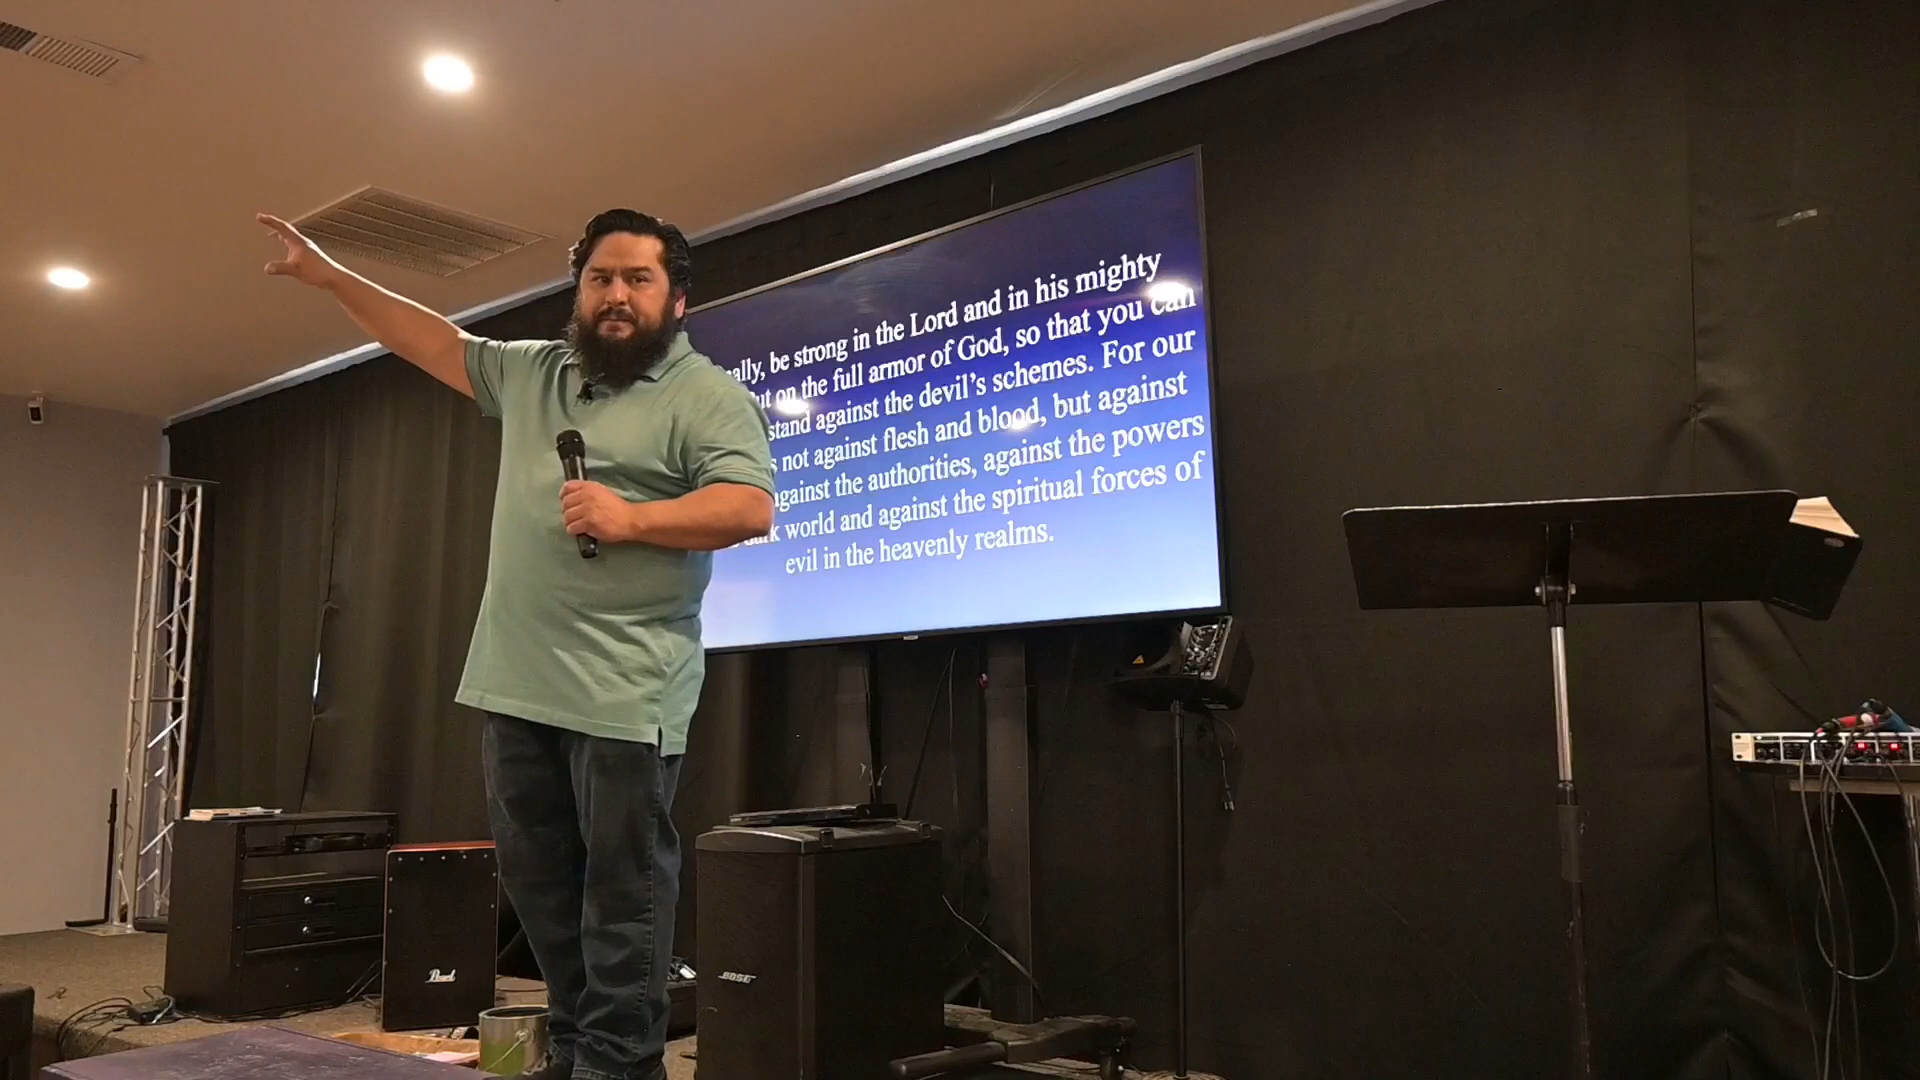 be strong in the Lord and in his mighty
on the full armor of God, so that you can
stand against the devil's schemes. For our
not against flesh and blood, but against
against the authorities, against the powers
world and against the spiritual forces of
evil in the heavenly realms.
Pearl
BOSE